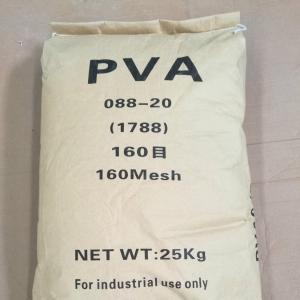 PVA
088-20
(1788)
160目
160Mesh
NET WT:25Kg
For industrial use only